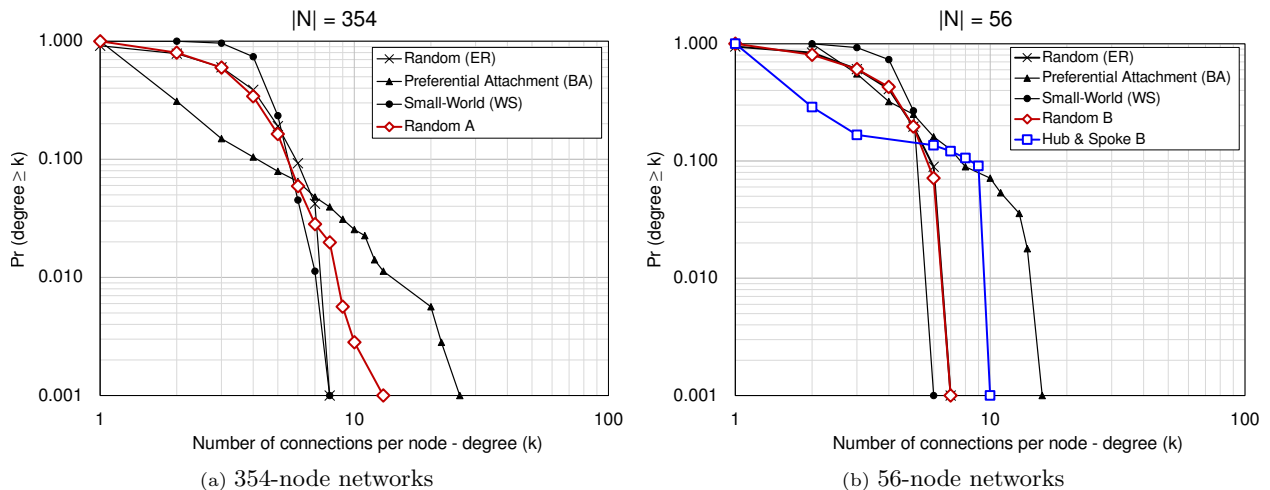 |N| = 354
1.000
0.100
0.010
0.001
Pr (degree ≥ k)
Random (ER)
Preferential Attachment (BA)
Small-World (WS)
Random A
1
10
100
Number of connections per node - degree (k)
(a) 354-node networks
|N| = 56
1.000
0.100
0.010
0.001
Pr (degree ≥ k)
Random (ER)
Preferential Attachment (BA)
Small-World (WS)
Random B
Hub & Spoke B
1
10
100
Number of connections per node - degree (k)
(b) 56-node networks